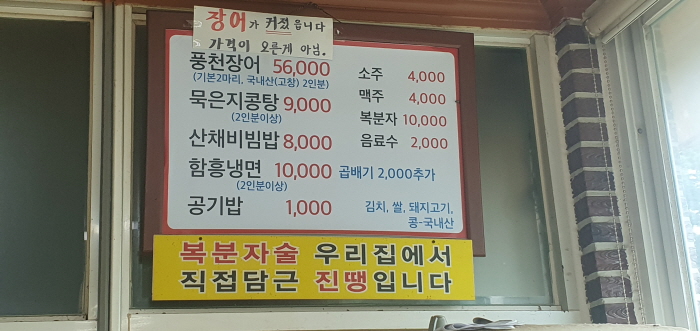 장어가 커졌읍니다
가격이 오른게 아님.
풍천장어 56,000
(기본2마리, 국내산(고창) 2인분)
묵은지콩탕 9,000
(2인분이상)
산채비빔밥 8,000
함흥냉면 10,000 곱배기 2,000추가
(2인분이상)
공기밥 1,000
소주 4,000
맥주 4,000
복분자 10,000
음료수 2,000
김치, 쌀, 돼지고기,
콩-국내산
복분자술 우리집에서
직접담근 진땡입니다